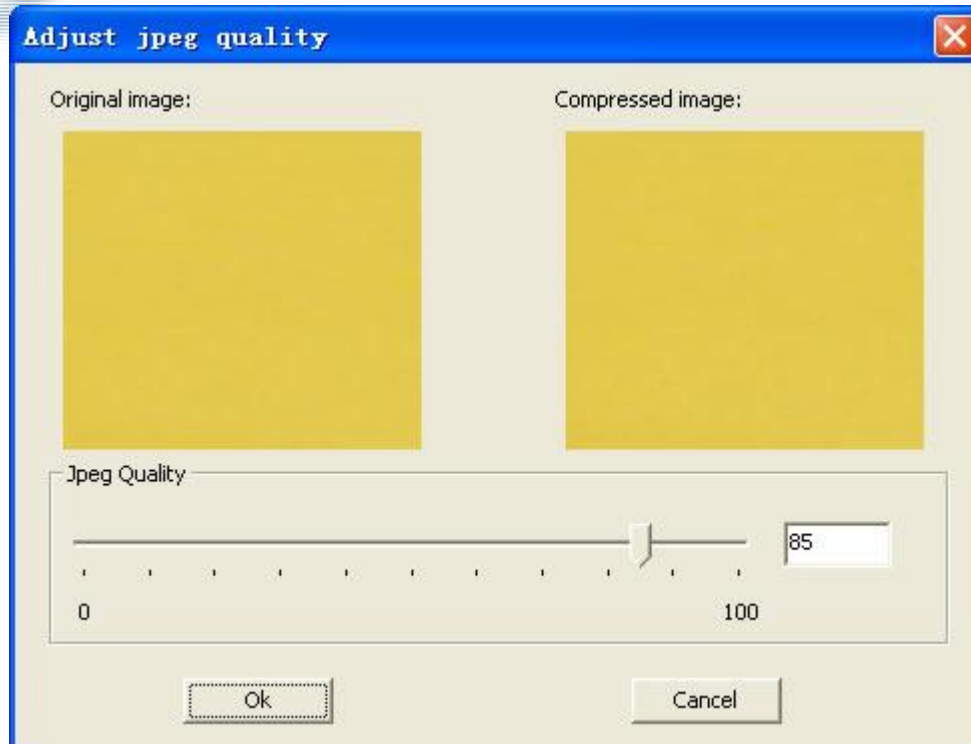 Adjust jpeg quality
Original image:
Compressed image:
Jpeg Quality
85
0
100
Ok
Cancel